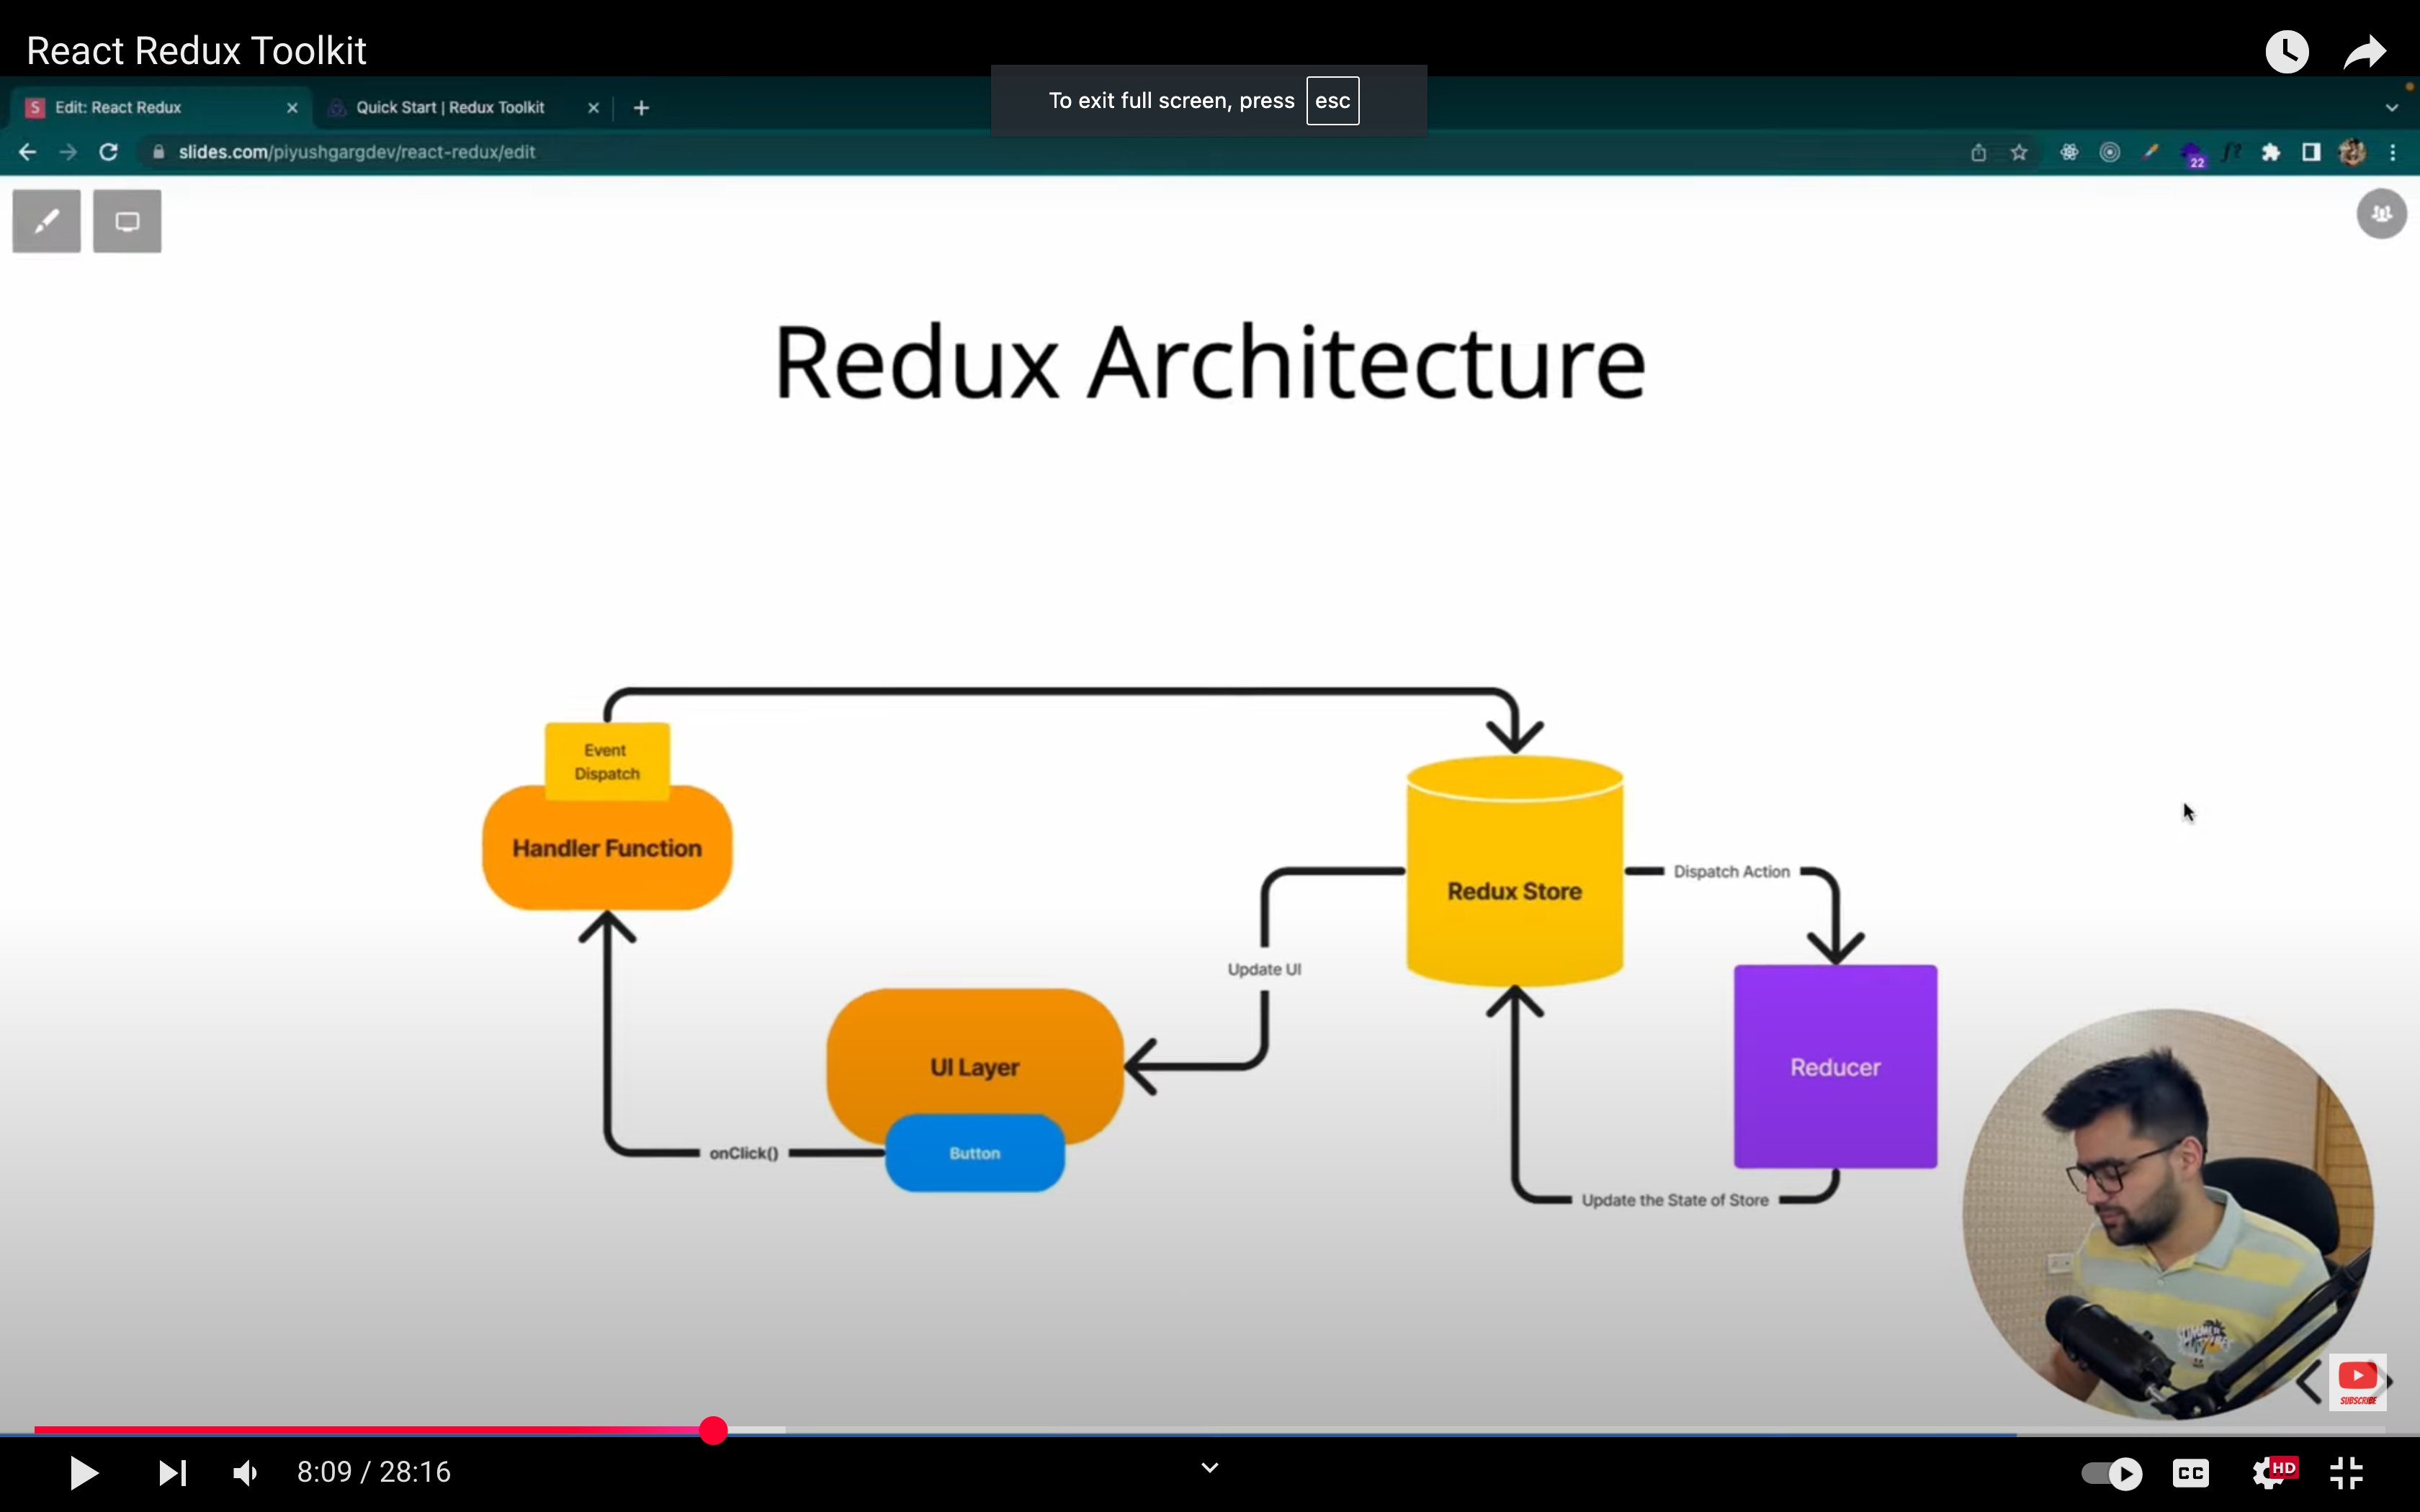 React Redux Toolkit
To exit full screen, press esc
S Edit: React Redux
Quick Start | Redux Toolkit
slides.com/piyushgargdev/react-redux/edit
22
f?
Redux Architecture
Event
Dispatch
Handler Function
Redux Store
Dispatch Action
Update UI
UI Layer
Reducer
onClick()
Button
Update the State of Store
SUBSCRIBE
8:09 / 28:16
CC
HD